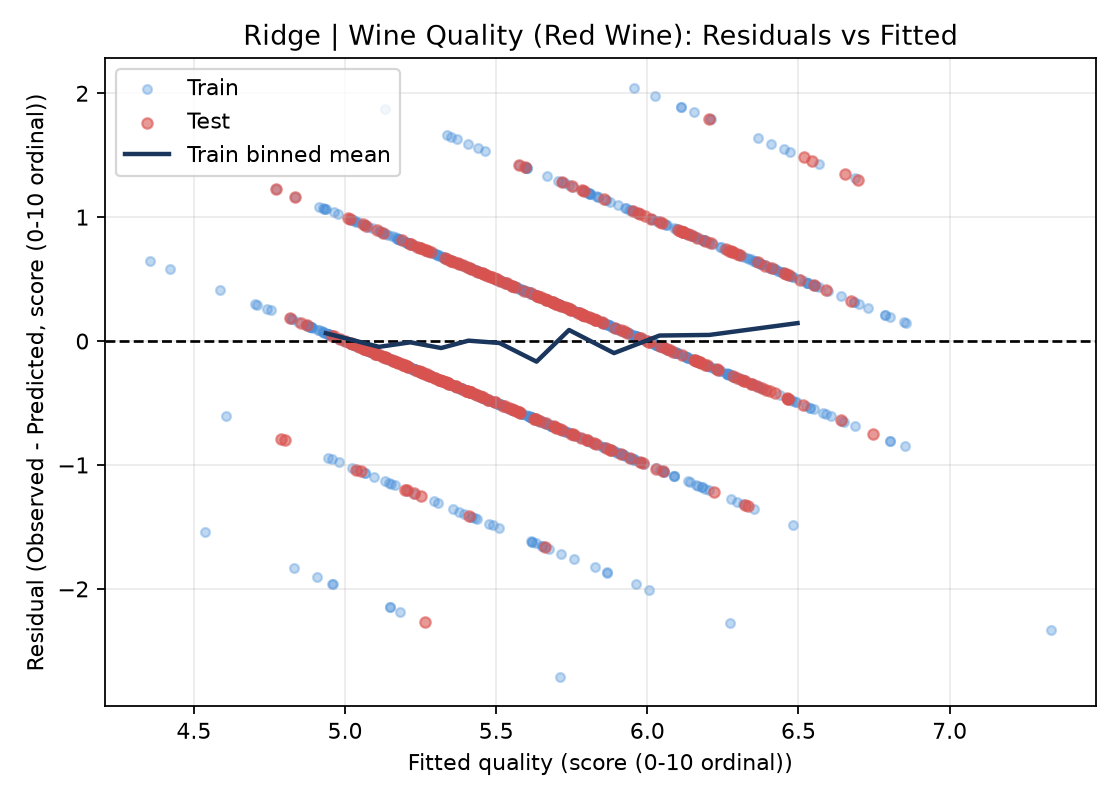 Ridge | Wine Quality (Red Wine): Residuals vs Fitted
Train
Test
Train binned mean
Residual (Observed - Predicted, score (0-10 ordinal))
2
1
0
−1
−2
4.5 5.0 5.5 6.0 6.5 7.0
Fitted quality (score (0-10 ordinal))